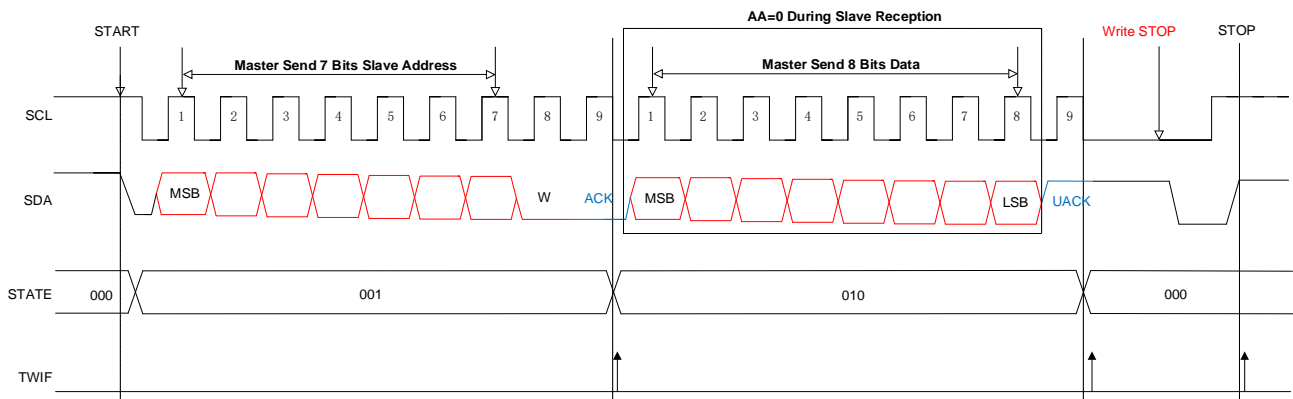 AA=0 During Slave Reception
START
Write STOP
STOP
Master Send 7 Bits Slave Address
Master Send 8 Bits Data
SCL
1 2 3 4 5 6 7 8 9 1 2 3 4 5 6 7 8 9
SDA
MSB W ACK MSB LSB UACK
STATE
000 001 010 000
TWIF